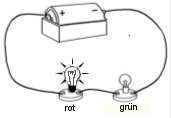 + -
rot grün